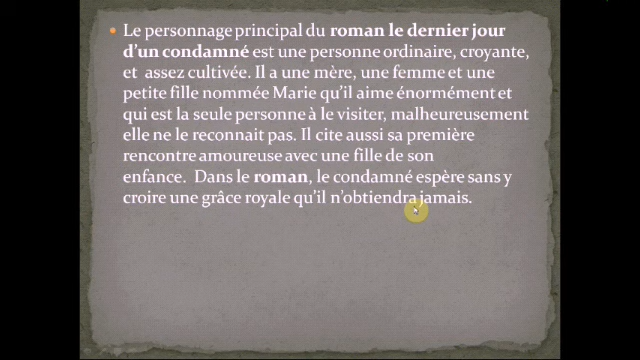 Le personnage principal du roman le dernier jour
d'un condamné est une personne ordinaire, croyante,
et assez cultivée. Il a une mère, une femme et une
petite fille nommée Marie qu'il aime énormément et
qui est la seule personne à le visiter, malheureusement
elle ne le reconnait pas. Il cite aussi sa première
rencontre amoureuse avec une fille de son
enfance. Dans le roman, le condamné espère sans y
croire une grâce royale qu'il n'obtiendra jamais.